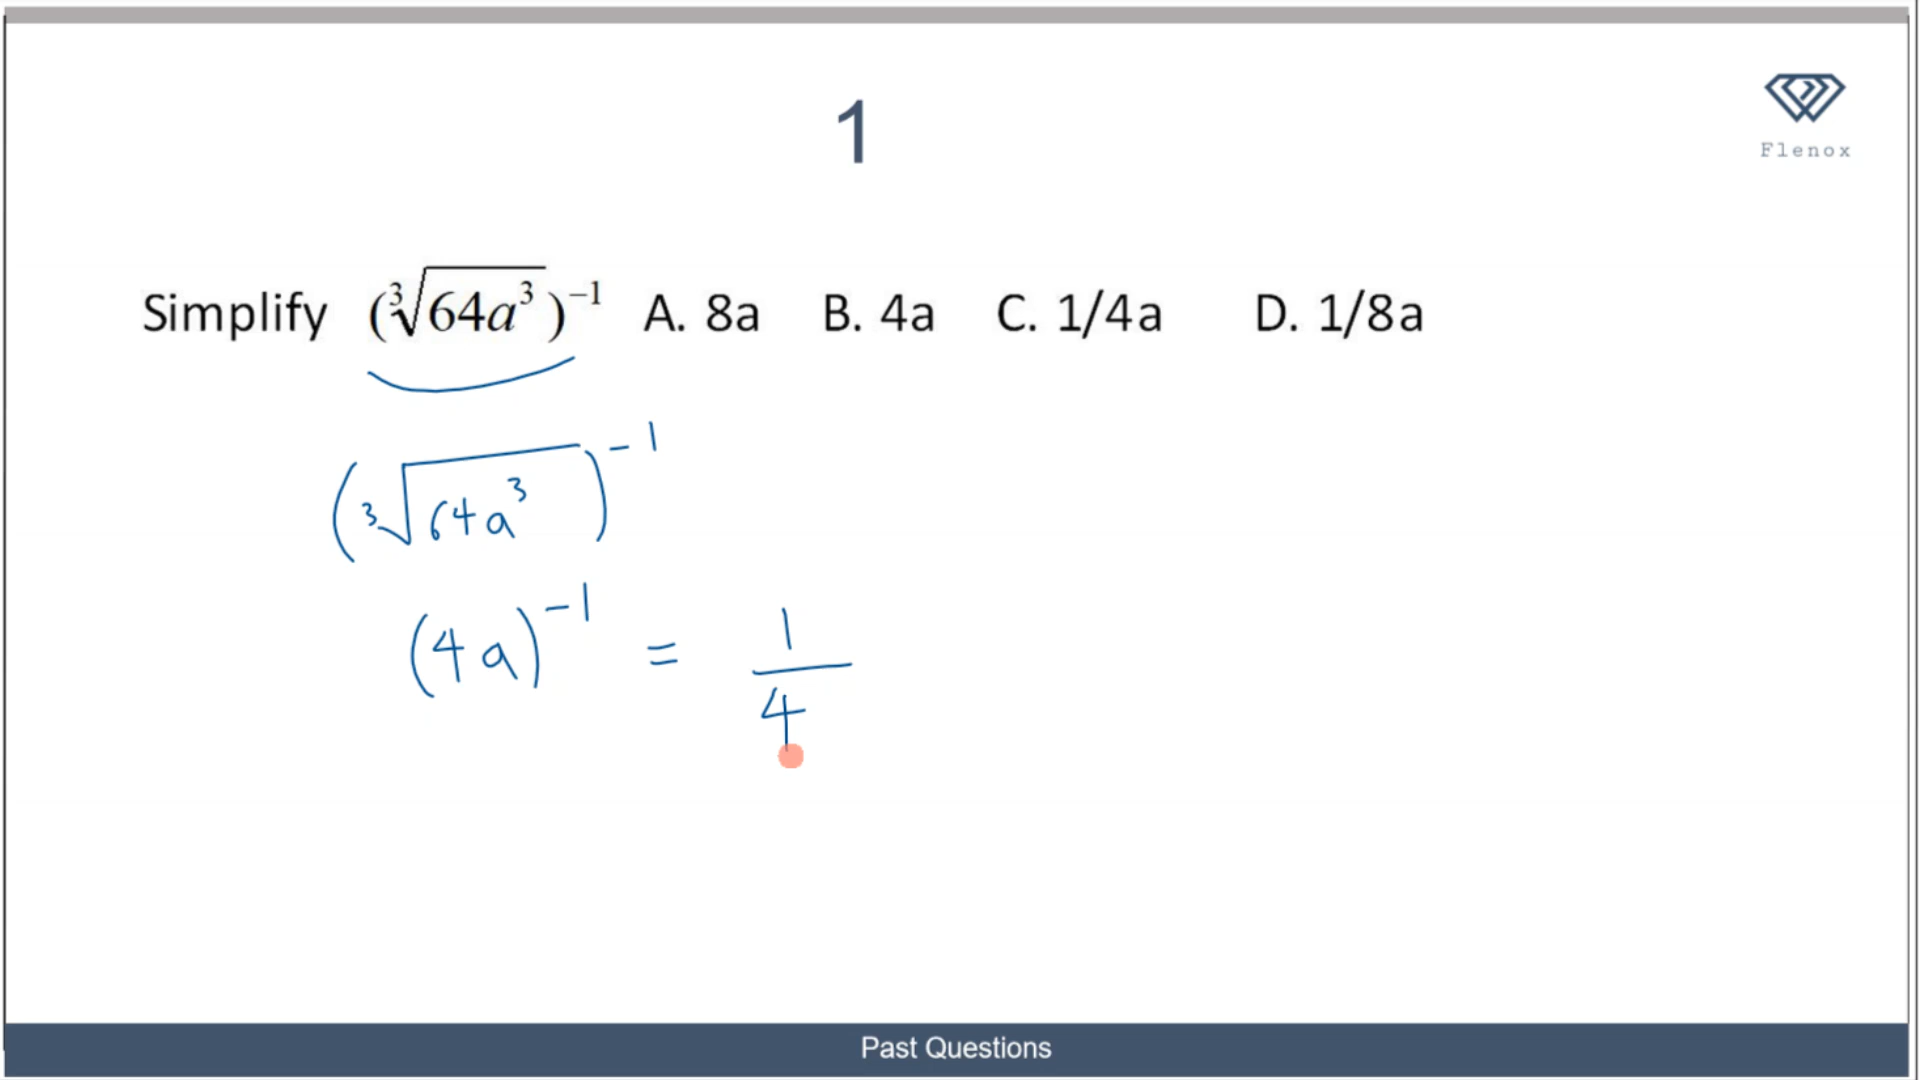 1
Flenox
Simplify (∛64a³)⁻¹ A. 8a B. 4a C. 1/4a D. 1/8a
(∛64a³)⁻¹
(4a)⁻¹ = 1/4
Past Questions